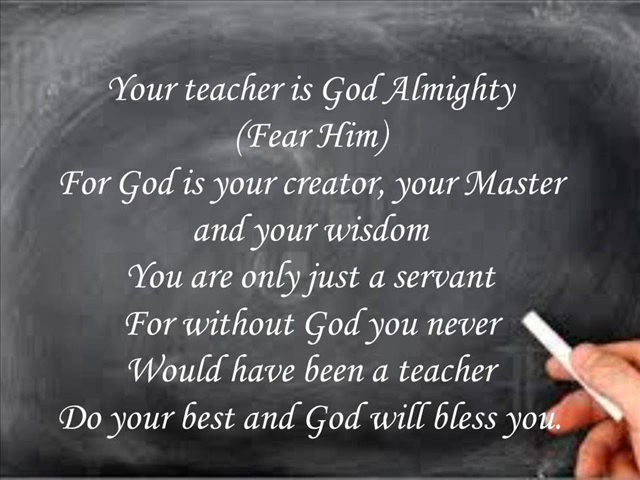 Your teacher is God Almighty
(Fear Him)
For God is your creator, your Master
and your wisdom
You are only just a servant
For without God you never
Would have been a teacher
Do your best and God will bless you.